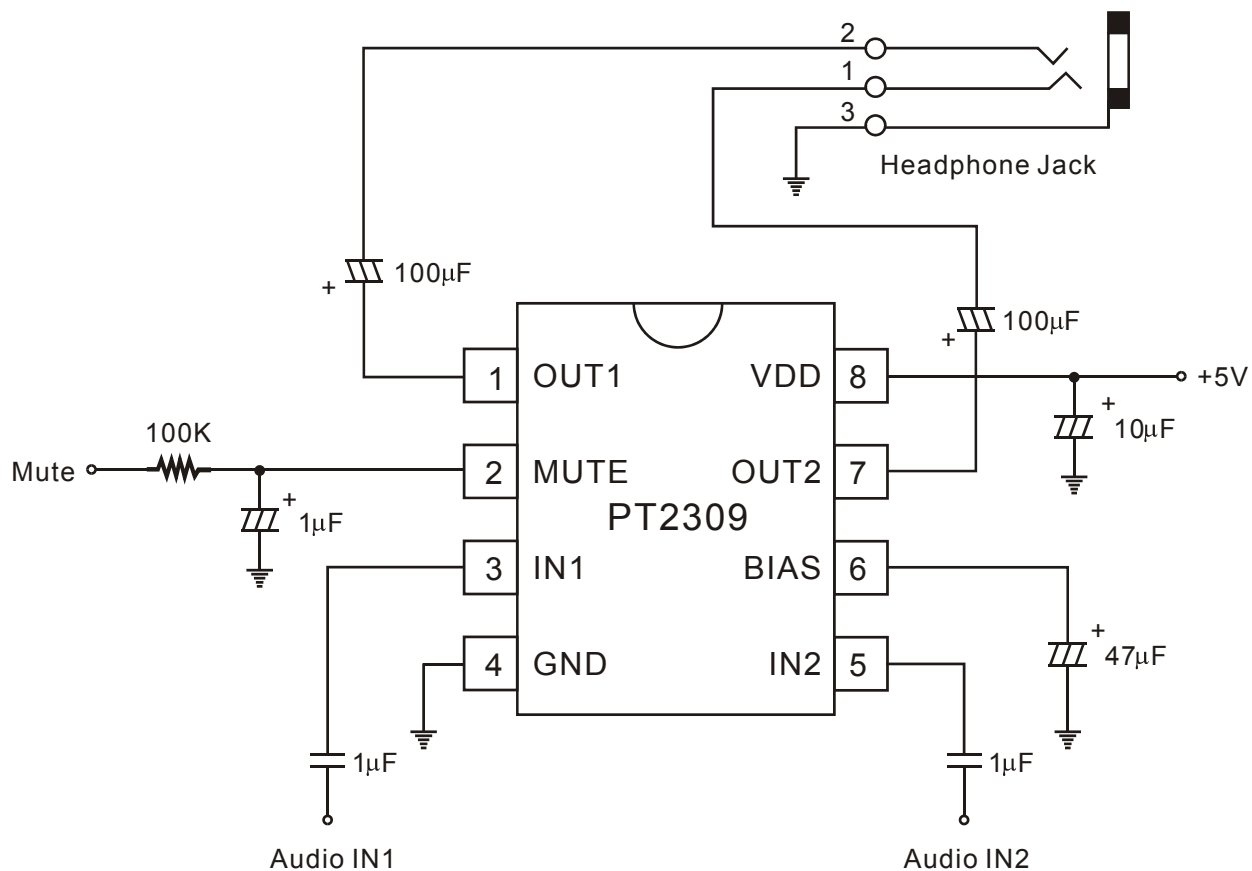 2
1
3
Headphone Jack
+ 100μF
100μF
+
1 OUT1 VDD 8
+5V
+
10μF
100K
Mute
2 MUTE OUT2 7
PT2309
+
1μF
3 IN1 BIAS 6
+
47μF
4 GND IN2 5
1μF
1μF
Audio IN1
Audio IN2